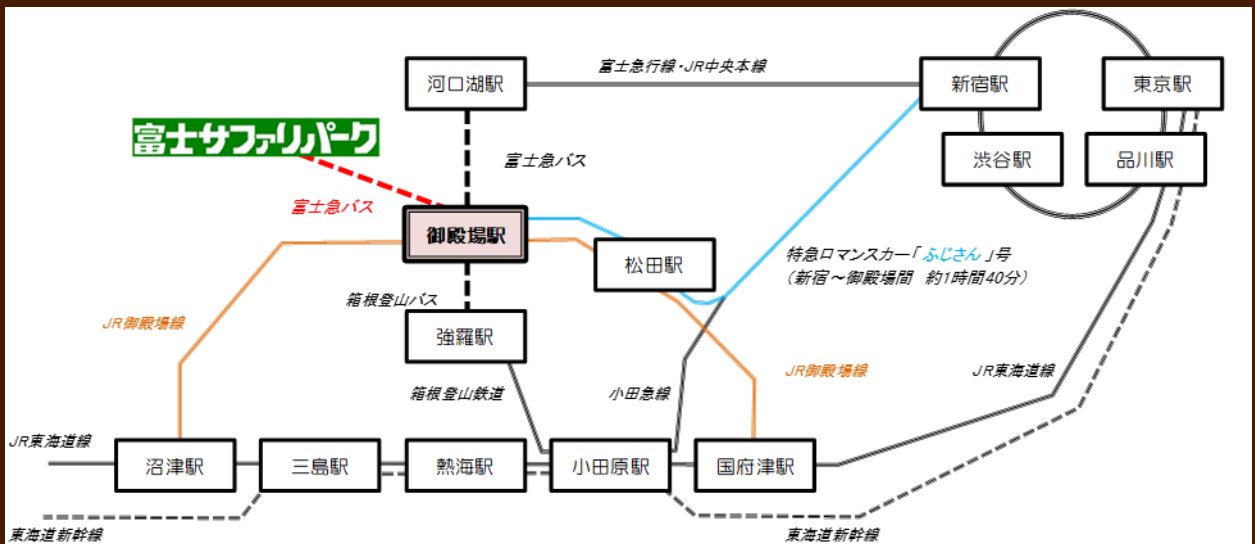 富士急行線・JR中央本線
河口湖駅
新宿駅
東京駅
富士サファリパーク
富士急バス
渋谷駅
品川駅
富士急バス
御殿場駅
松田駅
特急ロマンスカー「ふじさん」号
（新宿～御殿場間 約1時間40分）
箱根登山バス
JR御殿場線
強羅駅
JR御殿場線
JR東海道線
箱根登山鉄道
小田急線
JR東海道線
沼津駅
三島駅
熱海駅
小田原駅
国府津駅
東海道新幹線
東海道新幹線